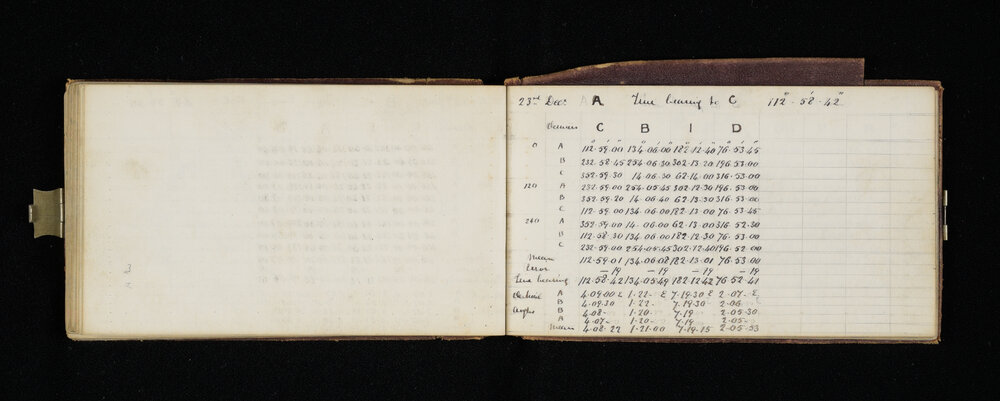 23rd Decr A True bearing to C 112°-58'-42"
Verniers C B I D
0 A 112.59.00 134.06.00 182.12.40 76.53.45
B 232.58.45 254.06.30 302.13.20 196.53.00
C 352.59.30 14.06.30 62.14.00 316.53.00
120 A 232.59.00 254.05.45 302.12.30 196.53.00
B 352.59.20 14.06.40 62.13.30 316.53.00
C 112.59.00 134.06.00 182.13.00 76.53.45
240 A 352.59.00 14.06.00 62.13.00 316.52.30
B 112.58.30 134.06.00 182.12.30 76.53.00
C 232.59.00 254.05.45 302.12.40 196.52.00
Mean 112.59.01 134.06.08 182.13.01 76.53.00
Error -19 -19 -19 -19
True bearing 112.58.42 134.05.49 182.12.42 76.52.41
Vertical A 4.09.00 E 1.22- E 7.19.30 E 2.07- E
B 4.09.30 1.22- 7.19.30 2.06
Angles B 4.08- 1.20- 7.19 2.05.30
A 4.07- 1.20- 7.19 2.05-
Mean 4.08.22 1.21.00 7.19.15 2.05.53